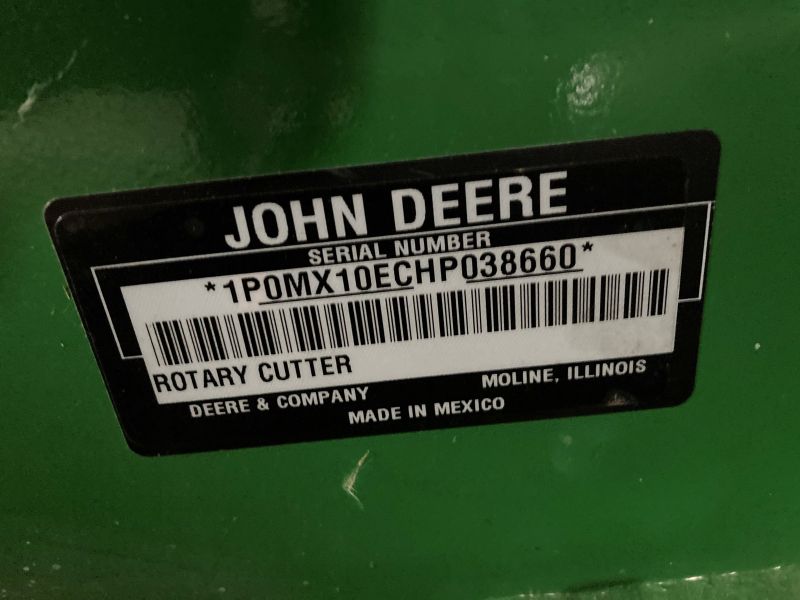 JOHN DEERE
SERIAL NUMBER
*1P0MX10ECHP038660*
ROTARY CUTTER
DEERE & COMPANY MOLINE, ILLINOIS
MADE IN MEXICO